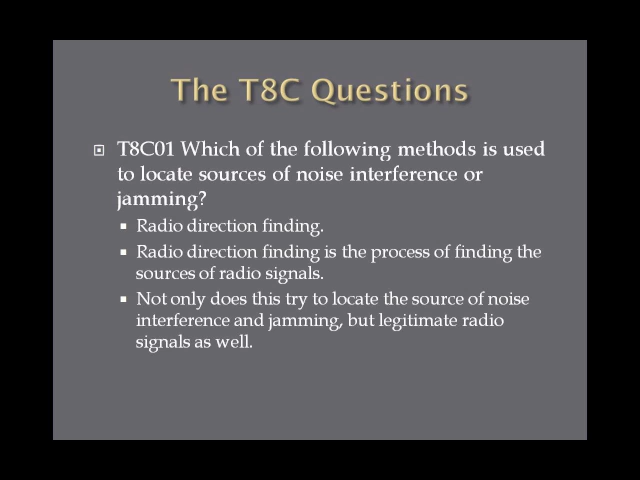 The T8C Questions
T8C01 Which of the following methods is used
to locate sources of noise interference or
jamming?
Radio direction finding.
Radio direction finding is the process of finding the
sources of radio signals.
Not only does this try to locate the source of noise
interference and jamming, but legitimate radio
signals as well.